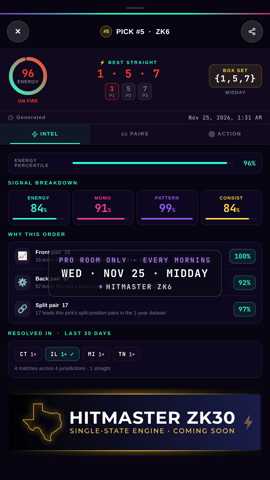 #5 PICK #5 · ZK6
96
ENERGY
ON FIRE
⚡ BEST STRAIGHT
1 · 5 · 7
1 5 7
P1 P2 P3
BOX SET
{1,5,7}
MIDDAY
Generated Nov 25, 2026, 1:31 AM
INTEL PAIRS ACTION
ENERGY PERCENTILE 96%
SIGNAL BREAKDOWN
ENERGY MOMO PATTERN CONSIST
84% 91% 99% 84%
WHY THIS ORDER
Front pair 15
100%
PRO ROOM ONLY · EVERY MORNING
WED · NOV 25 · MIDDAY
⚡ HITMASTER ZK6
Back pair
92%
Split pair 17
17 leads this pick's split-position pairs in the 1-year dataset
97%
RESOLVED IN · LAST 30 DAYS
CT 1× IL 1× ✓ MI 1× TN 1×
4 matches across 4 jurisdictions · 1 straight
HITMASTER ZK30
SINGLE-STATE ENGINE · COMING SOON